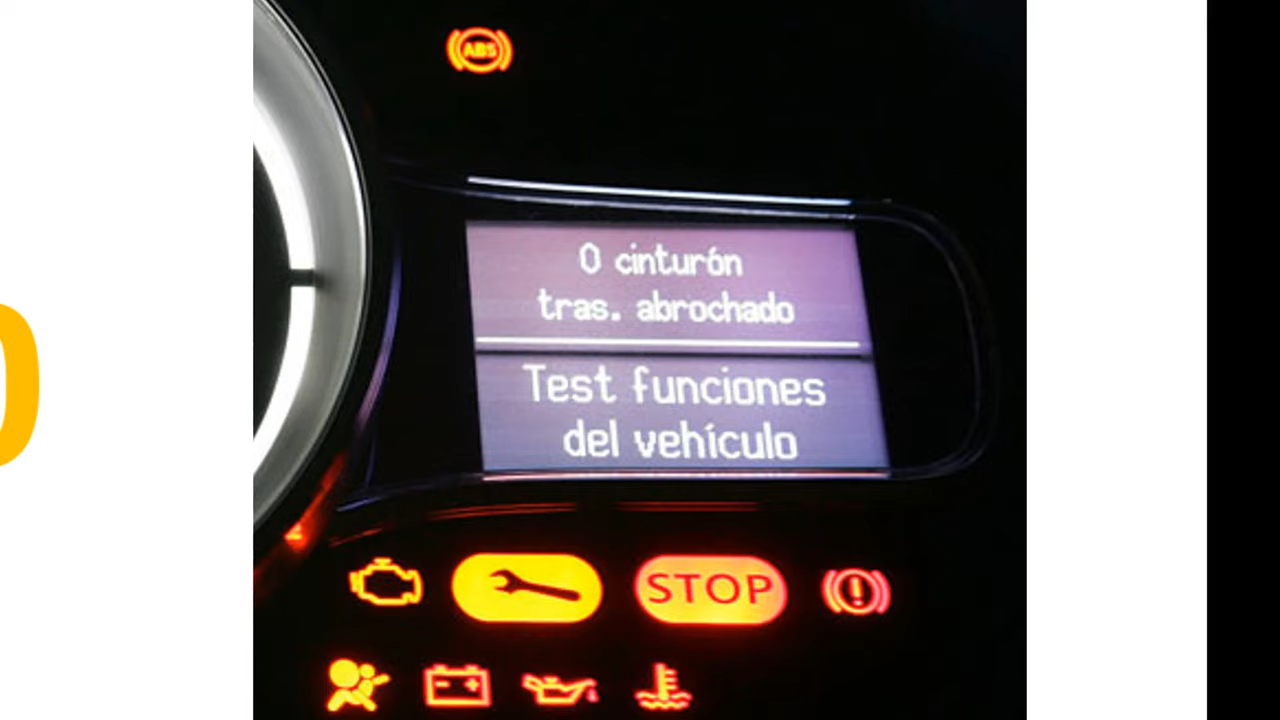 ABS
0 cinturón
tras. abrochado
Test funciones
del vehículo
STOP